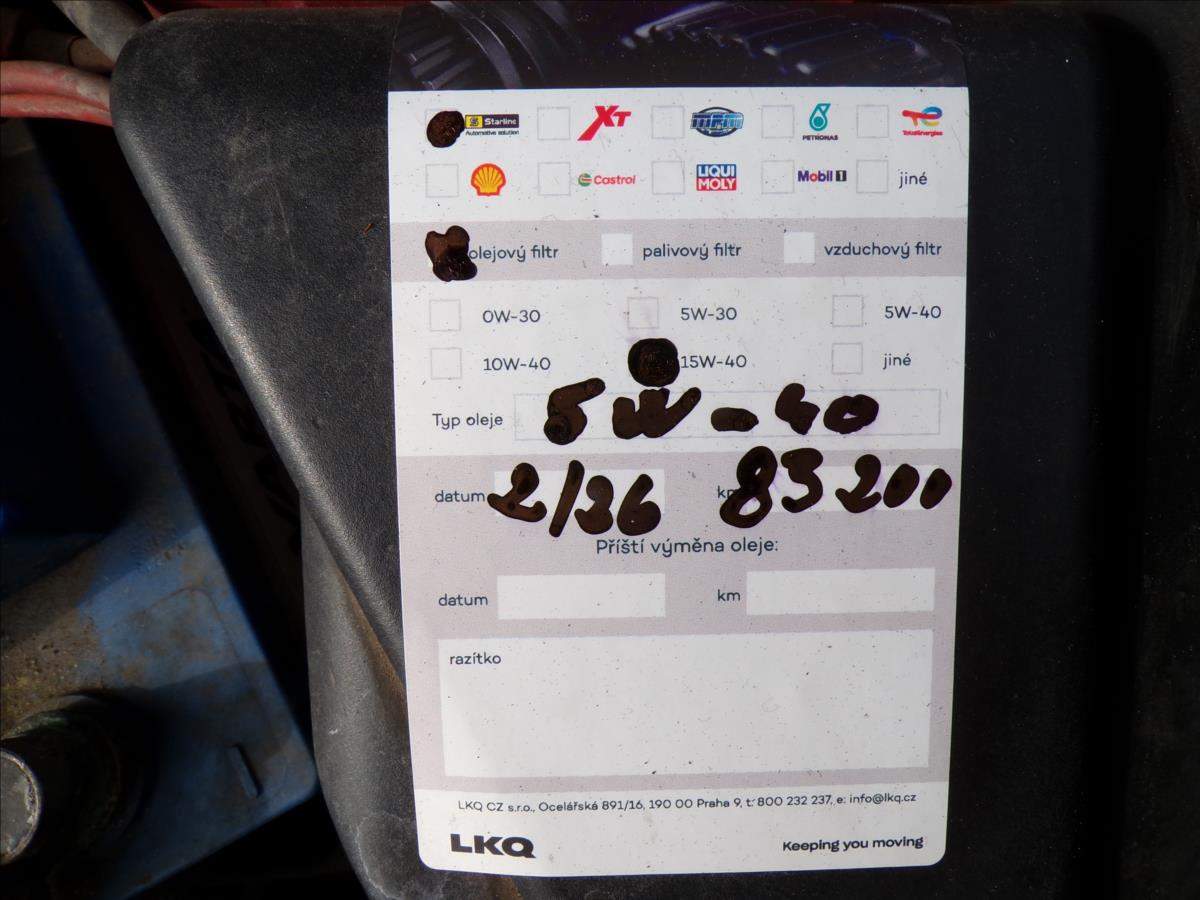 Starline XT MPM PETRONAS TotalEnergies
Automotive solution
Castrol LIQUI MOLY Mobil 1 jiné
olejový filtr palivový filtr vzduchový filtr
0W-30 5W-30 5W-40
10W-40 15W-40 jiné
Typ oleje 5W-40
datum 2/26 km 83 200
Příští výměna oleje:
datum km
razítko
LKQ CZ s.r.o., Ocelářská 891/16, 190 00 Praha 9, t: 800 232 237, e: info@lkq.cz
LKQ Keeping you moving